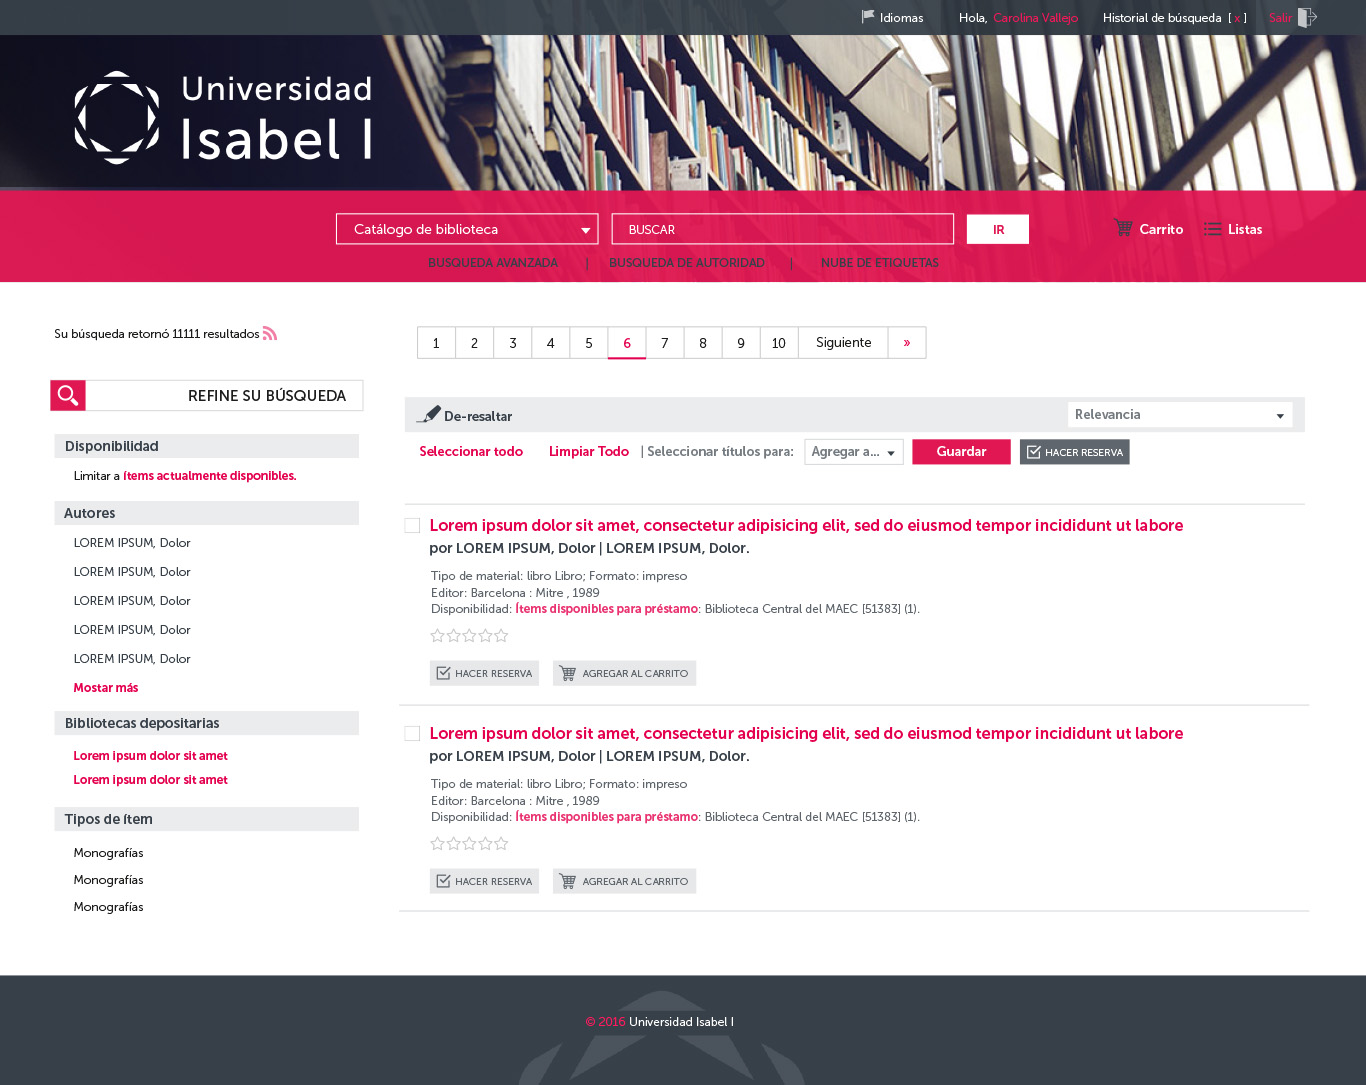 Idiomas Hola, Carolina Vallejo Historial de búsqueda [ x ] Salir
Universidad
Isabel I
Catálogo de biblioteca BUSCAR IR Carrito Listas
BUSQUEDA AVANZADA | BUSQUEDA DE AUTORIDAD | NUBE DE ETIQUETAS
Su búsqueda retornó 11111 resultados
1 2 3 4 5 6 7 8 9 10 Siguiente »
REFINE SU BÚSQUEDA
Disponibilidad
Limitar a ítems actualmente disponibles.
Autores
LOREM IPSUM, Dolor
LOREM IPSUM, Dolor
LOREM IPSUM, Dolor
LOREM IPSUM, Dolor
LOREM IPSUM, Dolor
Mostar más
Bibliotecas depositarias
Lorem ipsum dolor sit amet
Lorem ipsum dolor sit amet
Tipos de ítem
Monografías
Monografías
Monografías
De-resaltar Relevancia
Seleccionar todo Limpiar Todo | Seleccionar títulos para: Agregar a... Guardar HACER RESERVA
Lorem ipsum dolor sit amet, consectetur adipisicing elit, sed do eiusmod tempor incididunt ut labore
por LOREM IPSUM, Dolor | LOREM IPSUM, Dolor.
Tipo de material: libro Libro; Formato: impreso
Editor: Barcelona : Mitre , 1989
Disponibilidad: Ítems disponibles para préstamo: Biblioteca Central del MAEC [51383] (1).
HACER RESERVA AGREGAR AL CARRITO
Lorem ipsum dolor sit amet, consectetur adipisicing elit, sed do eiusmod tempor incididunt ut labore
por LOREM IPSUM, Dolor | LOREM IPSUM, Dolor.
Tipo de material: libro Libro; Formato: impreso
Editor: Barcelona : Mitre , 1989
Disponibilidad: Ítems disponibles para préstamo: Biblioteca Central del MAEC [51383] (1).
HACER RESERVA AGREGAR AL CARRITO
© 2016 Universidad Isabel I